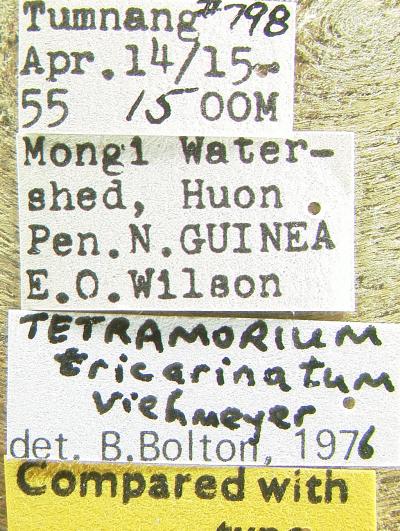 Tumnang #798
Apr.14/15-
55 1500M
Mongi Water-
shed, Huon
Pen.N.GUINEA
E.O.Wilson
TETRAMORIUM
tricarinatum
Viehmeyer
det. B.Bolton, 1976
Compared with
type